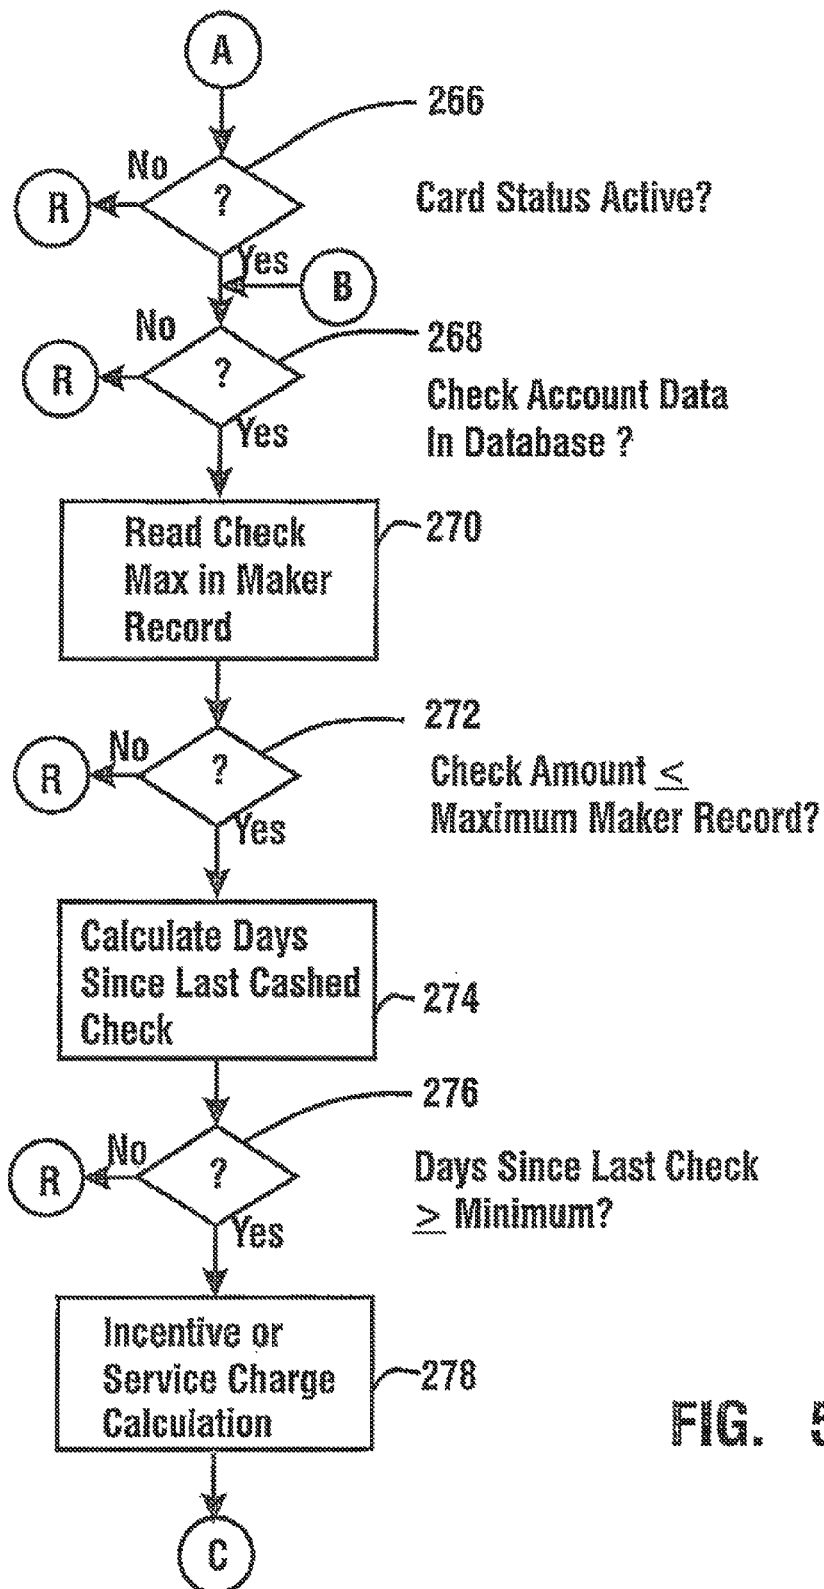 A
266
No
?
R
Card Status Active?
Yes
B
No
268
?
R
Check Account Data
In Database ?
Yes
Read Check
Max in Maker
Record
270
272
No
?
R
Check Amount ≤
Maximum Maker Record?
Yes
Calculate Days
Since Last Cashed
Check
274
276
No
?
R
Days Since Last Check
≥ Minimum?
Yes
Incentive or
Service Charge
Calculation
278
FIG. 5
C